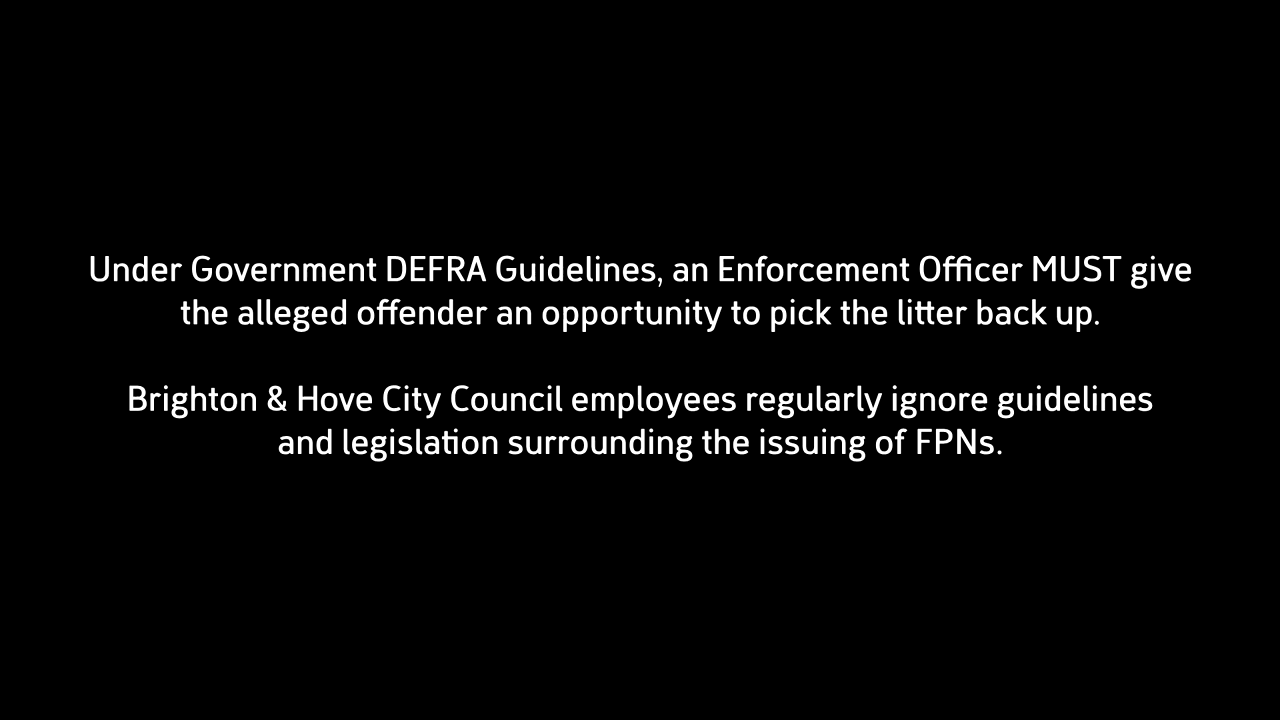 Under Government DEFRA Guidelines, an Enforcement Officer MUST give
the alleged offender an opportunity to pick the litter back up.
Brighton & Hove City Council employees regularly ignore guidelines
and legislation surrounding the issuing of FPNs.